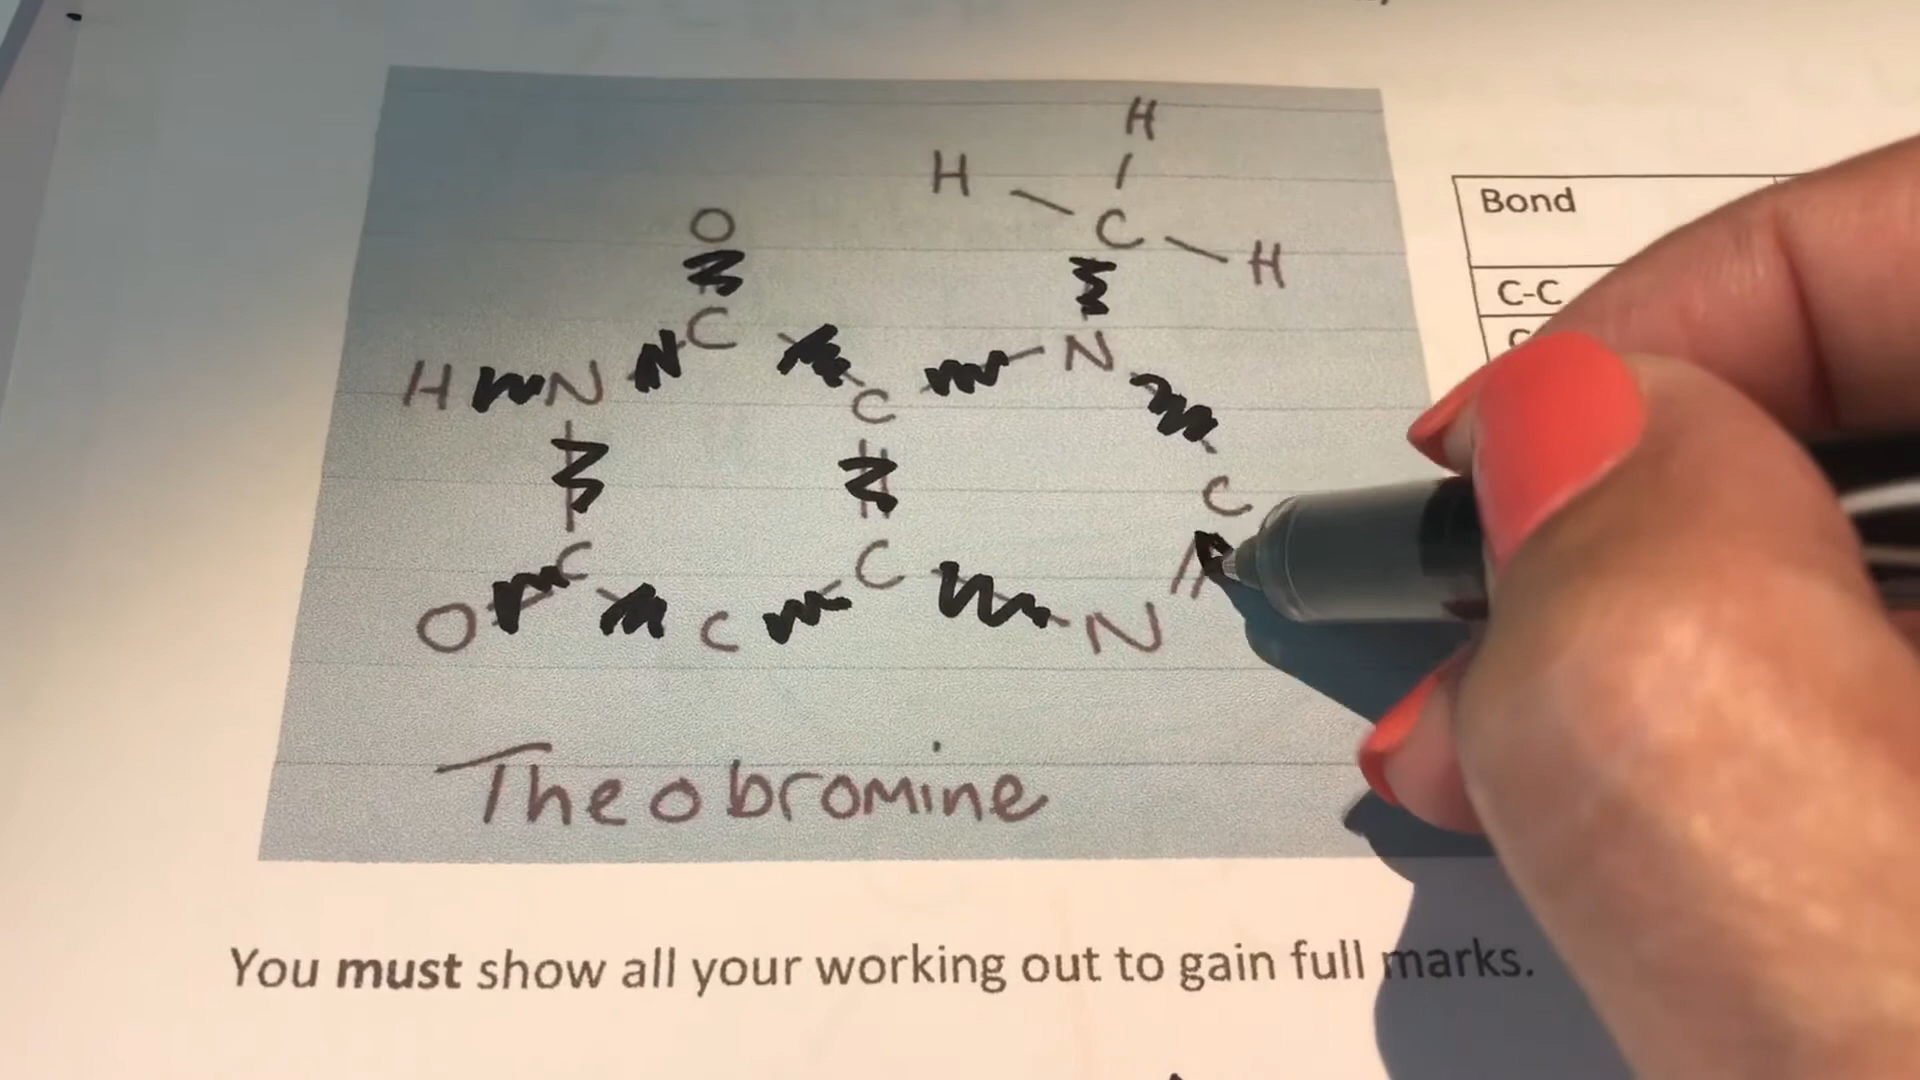 H
H
O
C
H
Bond
C
N
C-C
H N
C
C
C
C
O C N
Theobromine
You must show all your working out to gain full marks.